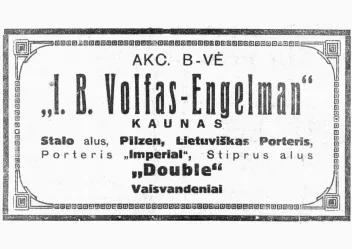 AKC. B-VĖ
„I. B. Volfas-Engelman“
KAUNAS
Stalo alus, Pilzen, Lietuviškas Porteris,
Porteris „Imperial“, Stiprus alus
„Double“
Vaisvandeniai